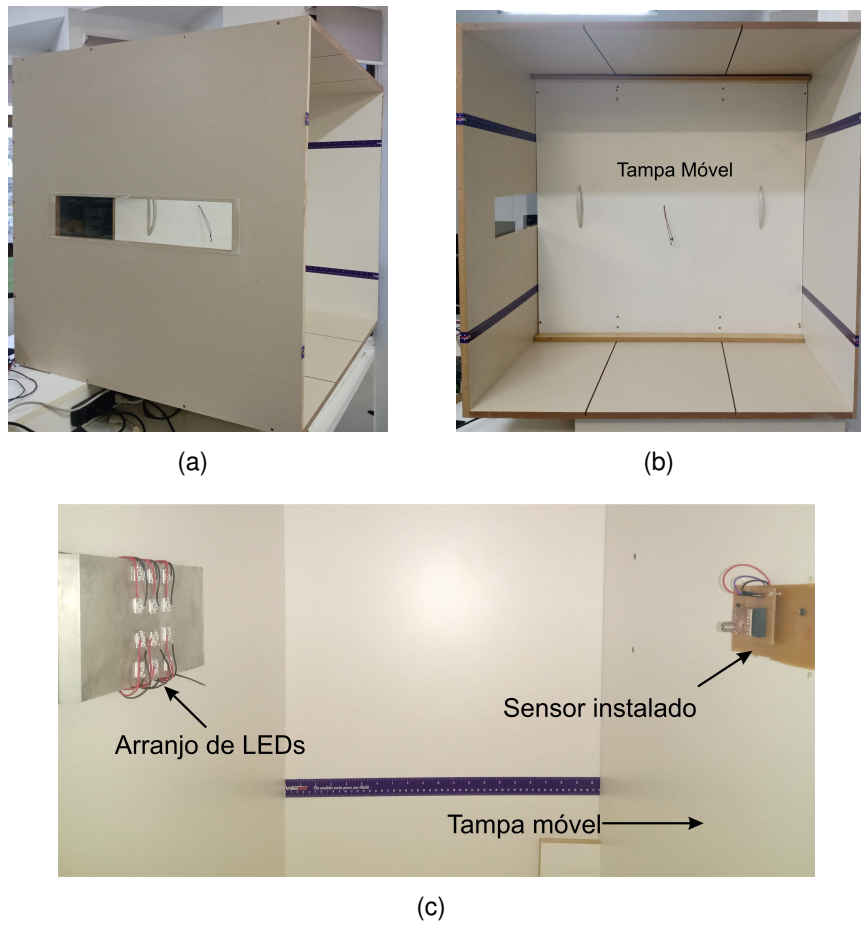 Tampa Móvel
(a)
(b)
Sensor instalado
Arranjo de LEDs
Tampa móvel
(c)